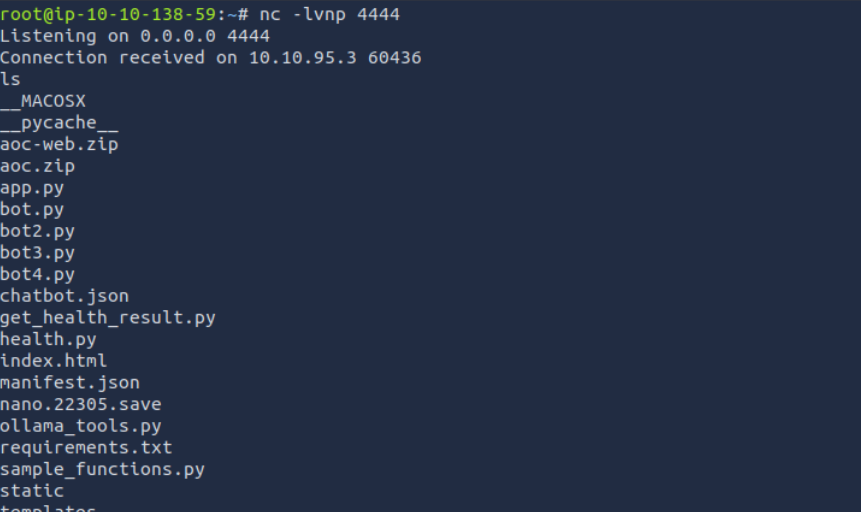 root@ip-10-10-138-59:~# nc -lvnp 4444
Listening on 0.0.0.0 4444
Connection received on 10.10.95.3 60436
ls
__MACOSX
__pycache__
aoc-web.zip
aoc.zip
app.py
bot.py
bot2.py
bot3.py
bot4.py
chatbot.json
get_health_result.py
health.py
index.html
manifest.json
nano.22305.save
ollama_tools.py
requirements.txt
sample_functions.py
static
templates